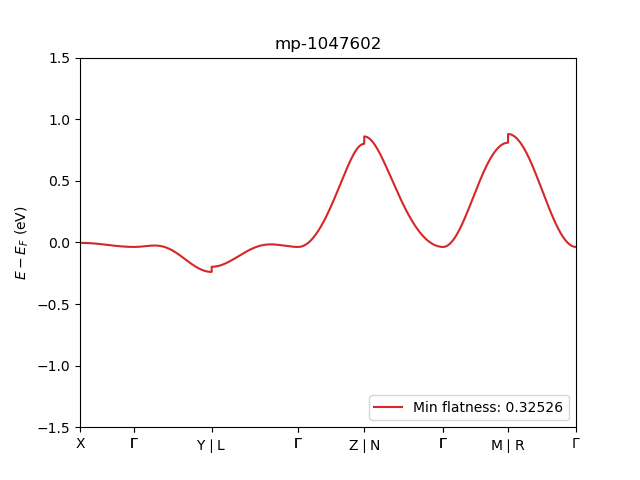 mp-1047602
1.5
1.0
0.5
0.0
−0.5
−1.0
−1.5
E − E_F (eV)
X Γ Y | L Γ Z | N Γ M | R Γ
Min flatness: 0.32526